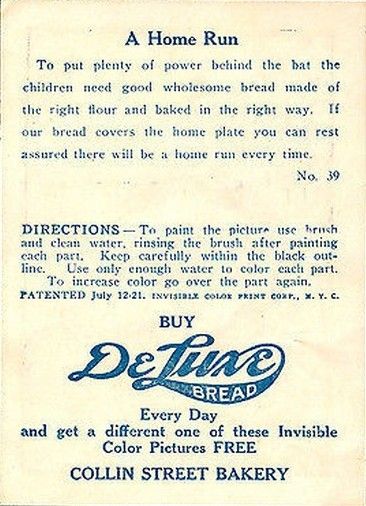 A Home Run
To put plenty of power behind the bat the
children need good wholesome bread made of
the right flour and baked in the right way. If
our bread covers the home plate you can rest
assured there will be a home run every time.
No. 39
DIRECTIONS — To paint the picture use brush
and clean water, rinsing the brush after painting
each part. Keep carefully within the black out-
line. Use only enough water to color each part.
To increase color go over the part again.
PATENTED July 12-21. INVISIBLE COLOR PRINT CORP., N. Y. C.
BUY
De Luxe
BREAD
Every Day
and get a different one of these Invisible
Color Pictures FREE
COLLIN STREET BAKERY